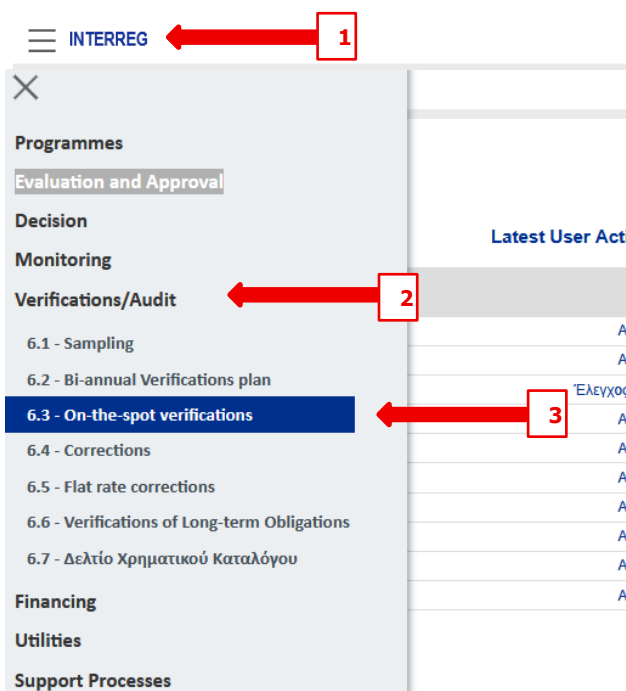 INTERREG
1
Programmes
Evaluation and Approval
Decision
Monitoring
Verifications/Audit
2
6.1 - Sampling
6.2 - Bi-annual Verifications plan
6.3 - On-the-spot verifications
3
6.4 - Corrections
6.5 - Flat rate corrections
6.6 - Verifications of Long-term Obligations
6.7 - Δελτίο Χρηματικού Καταλόγου
Financing
Utilities
Support Processes
Latest User Acti
Έλεγχος